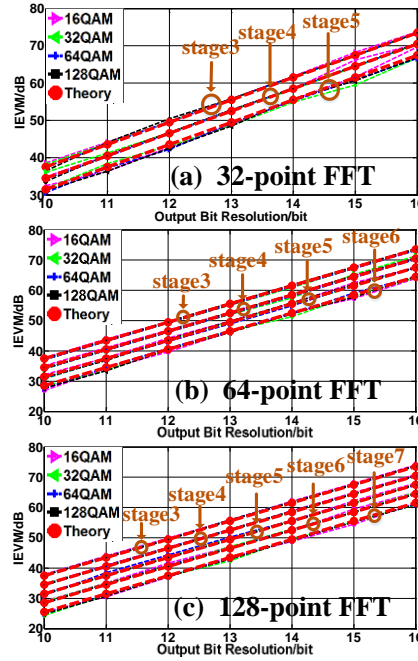 80
70
60
50
40
30
IEVM/dB
16QAM
32QAM
64QAM
128QAM
Theory
stage3
stage4
stage5
(a) 32-point FFT
10 11 12 13 14 15 16
Output Bit Resolution/bit
80
70
60
50
40
30
20
IEVM/dB
16QAM
32QAM
64QAM
128QAM
Theory
stage3
stage4
stage5
stage6
(b) 64-point FFT
10 11 12 13 14 15 16
Output Bit Resolution/bit
80
70
60
50
40
30
20
IEVM/dB
16QAM
32QAM
64QAM
128QAM
Theory
stage3
stage4
stage5
stage6
stage7
(c) 128-point FFT
10 11 12 13 14 15 16
Output Bit Resolution/bit